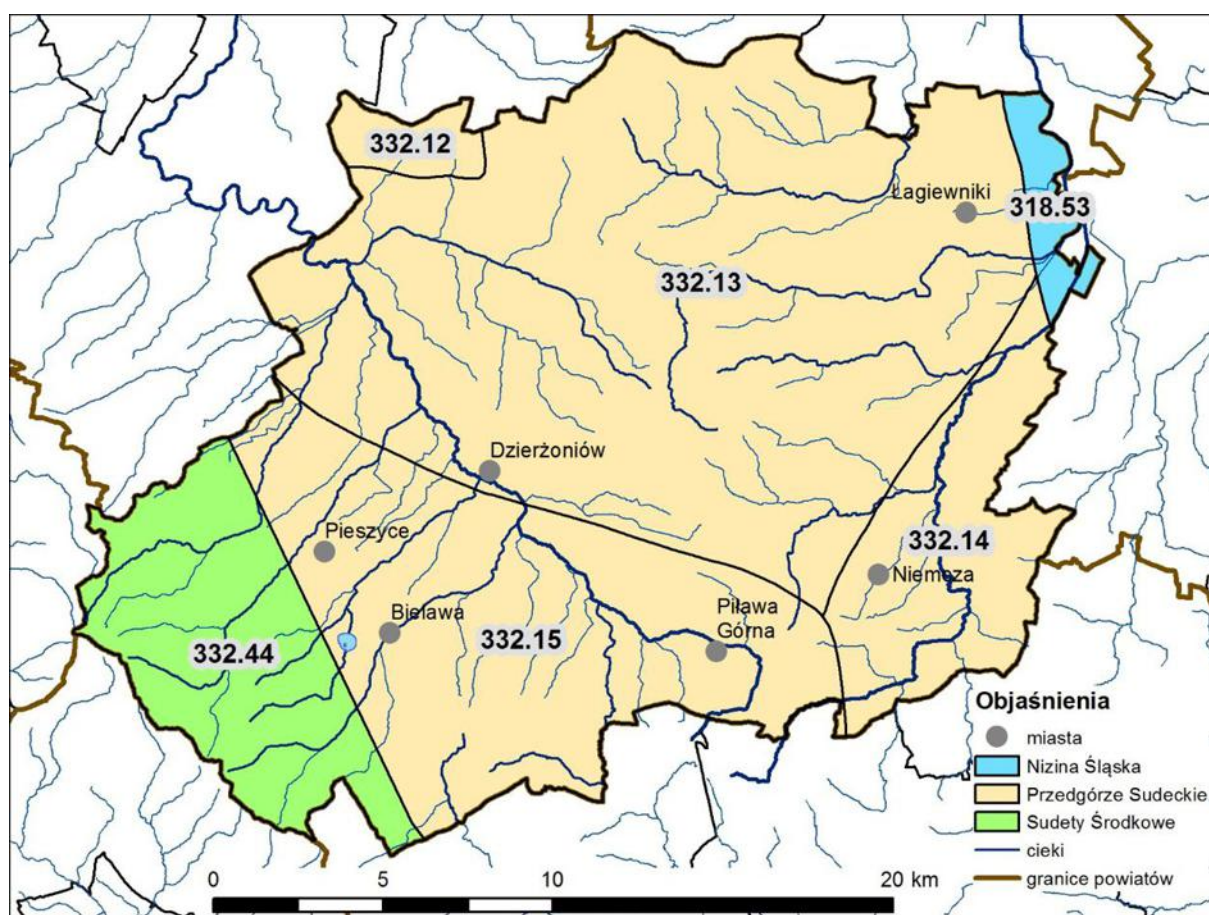 332.12
Łagiewniki
318.53
332.13
Dzierżoniów
Pieszyce
332.14
Niemcza
Bielawa
332.15
Piława
Górna
332.44
Objaśnienia
miasta
Nizina Śląska
Przedgórze Sudeckie
Sudety Środkowe
cieki
granice powiatów
0 5 10 20 km